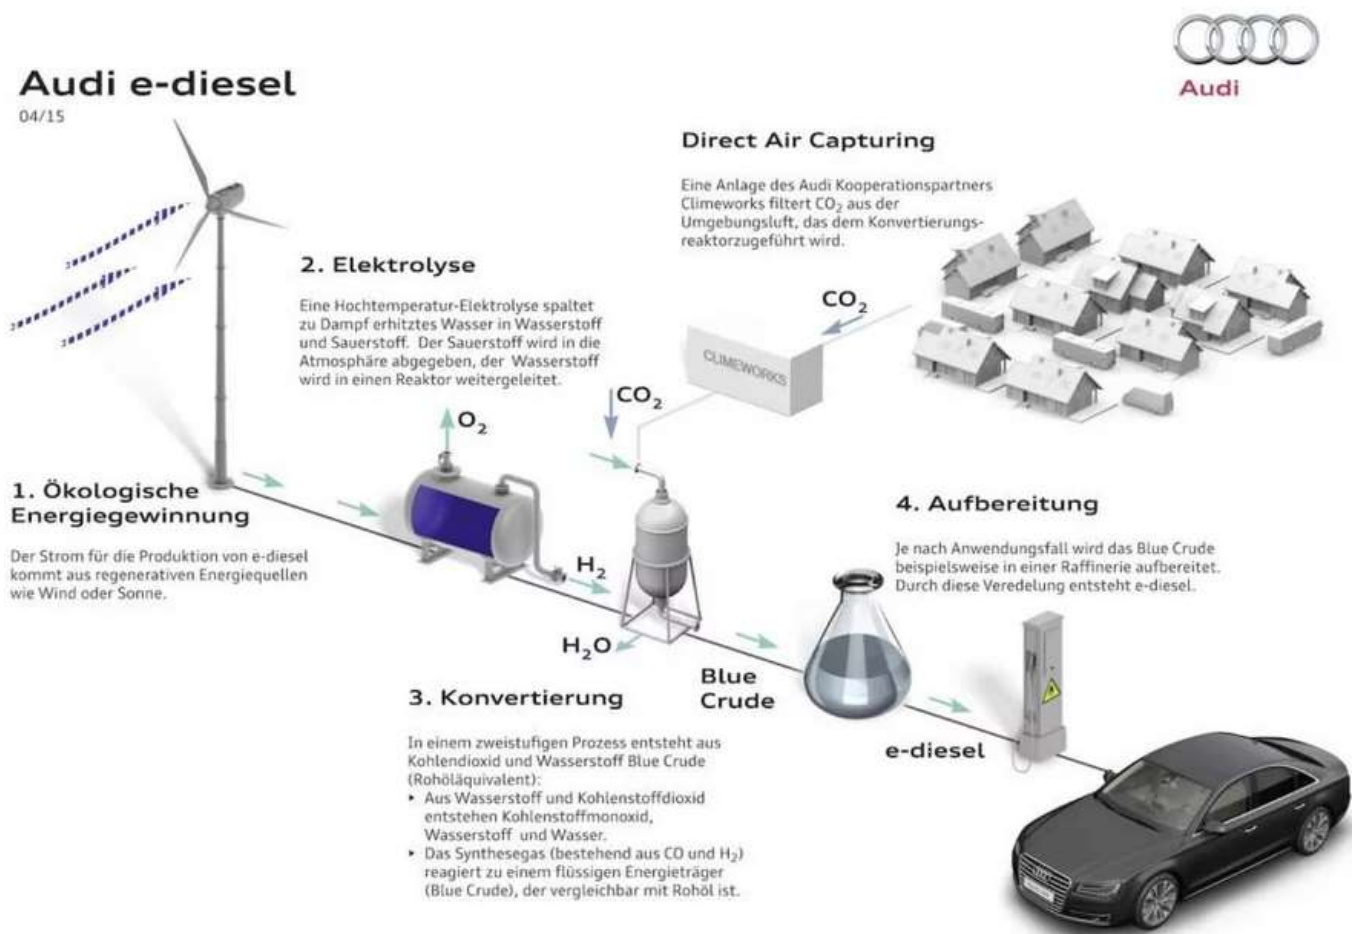 Audi
Audi e-diesel
04/15
Direct Air Capturing
Eine Anlage des Audi Kooperationspartners
Climeworks filtert CO₂ aus der
Umgebungsluft, das dem Konvertierungs-
reaktorzugeführt wird.
2. Elektrolyse
Eine Hochtemperatur-Elektrolyse spaltet
zu Dampf erhitztes Wasser in Wasserstoff
und Sauerstoff. Der Sauerstoff wird in die
Atmosphäre abgegeben, der Wasserstoff
wird in einen Reaktor weitergeleitet.
CO₂
CLIMEWORKS
CO₂
O₂
1. Ökologische
Energiegewinnung
Der Strom für die Produktion von e-diesel
kommt aus regenerativen Energiequellen
wie Wind oder Sonne.
H₂
H₂O
4. Aufbereitung
Je nach Anwendungsfall wird das Blue Crude
beispielsweise in einer Raffinerie aufbereitet.
Durch diese Veredelung entsteht e-diesel.
Blue
Crude
3. Konvertierung
In einem zweistufigen Prozess entsteht aus
Kohlendioxid und Wasserstoff Blue Crude
(Rohöläquivalent):
▸ Aus Wasserstoff und Kohlenstoffdioxid
entstehen Kohlenstoffmonoxid,
Wasserstoff und Wasser.
▸ Das Synthesegas (bestehend aus CO und H₂)
reagiert zu einem flüssigen Energieträger
(Blue Crude), der vergleichbar mit Rohöl ist.
e-diesel